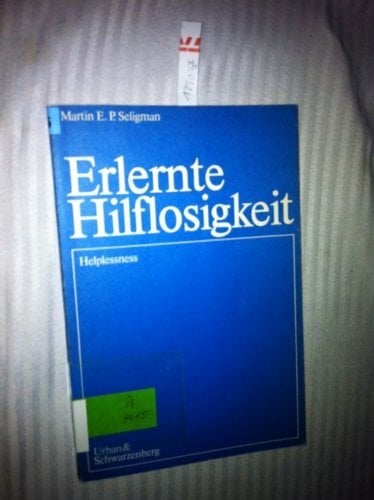 Martin E. P. Seligman
Erlernte
Hilflosigkeit
Helplessness
Urban &
Schwarzenberg